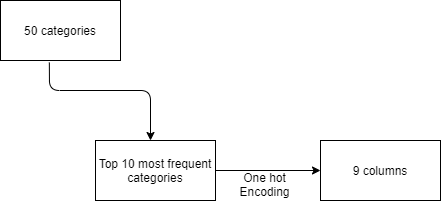 50 categories
Top 10 most frequent
categories
One hot
Encoding
9 columns